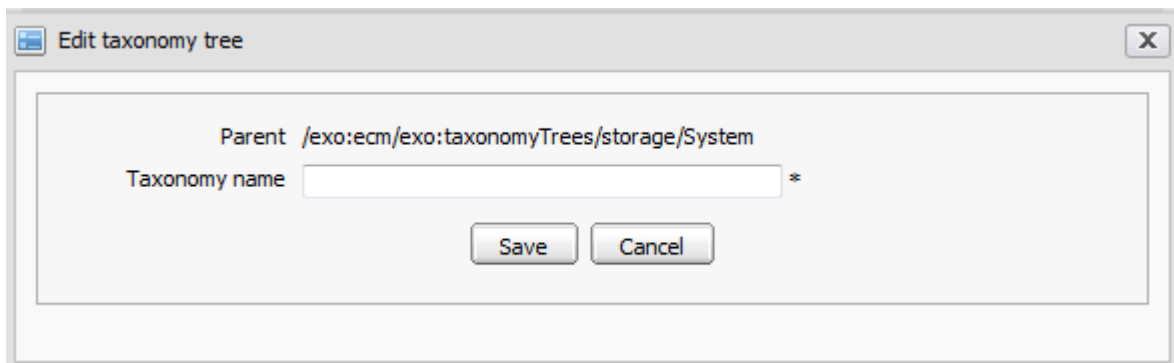 Edit taxonomy tree
X
Parent /exo:ecm/exo:taxonomyTrees/storage/System
Taxonomy name *
Save Cancel